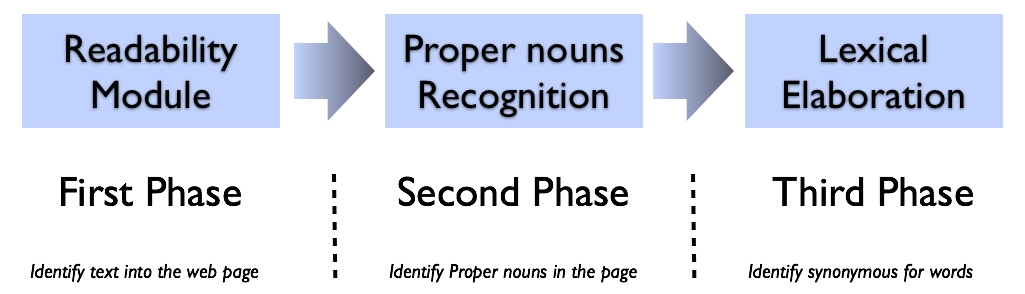 Readability
Module
Proper nouns
Recognition
Lexical
Elaboration
First Phase
Second Phase
Third Phase
Identify text into the web page
Identify Proper nouns in the page
Identify synonymous for words